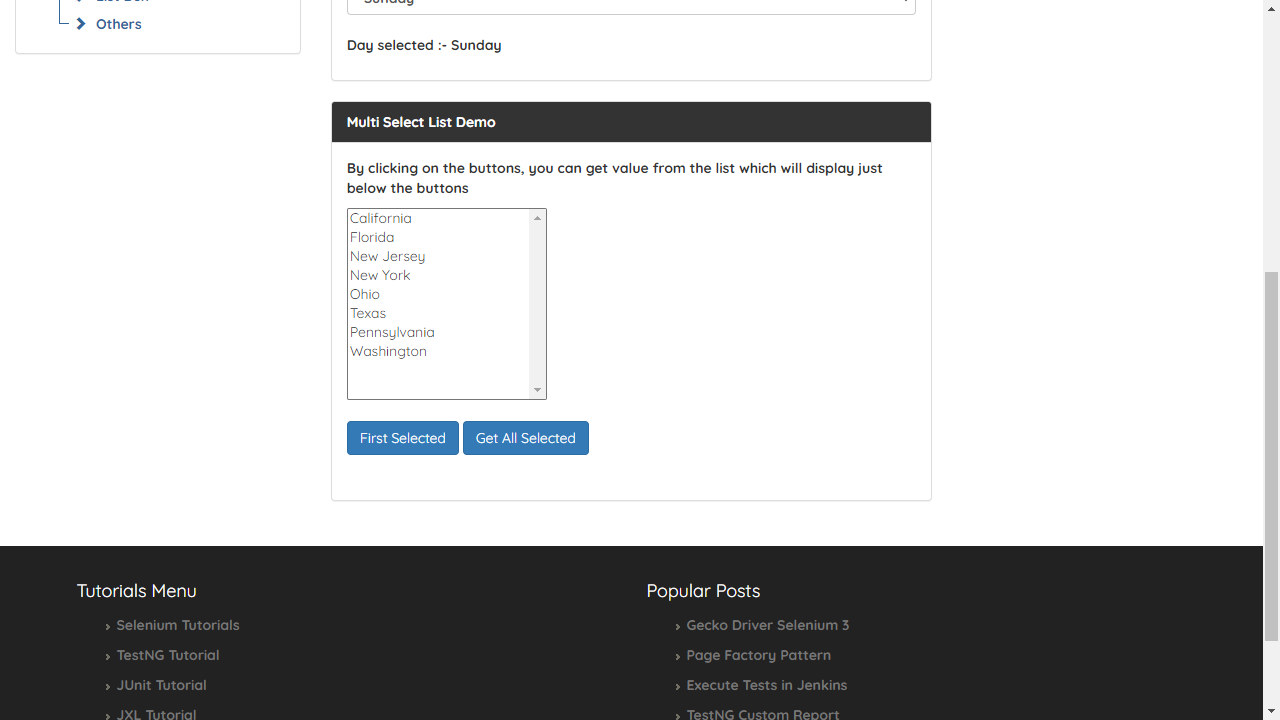 Others
Day selected :- Sunday
Multi Select List Demo
By clicking on the buttons, you can get value from the list which will display just
below the buttons
California
Florida
New Jersey
New York
Ohio
Texas
Pennsylvania
Washington
First Selected
Get All Selected
Tutorials Menu
Selenium Tutorials
TestNG Tutorial
JUnit Tutorial
JXL Tutorial
Popular Posts
Gecko Driver Selenium 3
Page Factory Pattern
Execute Tests in Jenkins
TestNG Custom Report